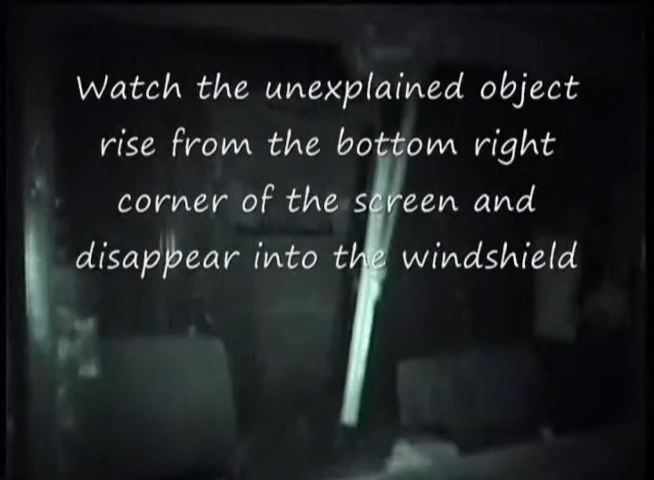 Watch the unexplained object
rise from the bottom right
corner of the screen and
disappear into the windshield